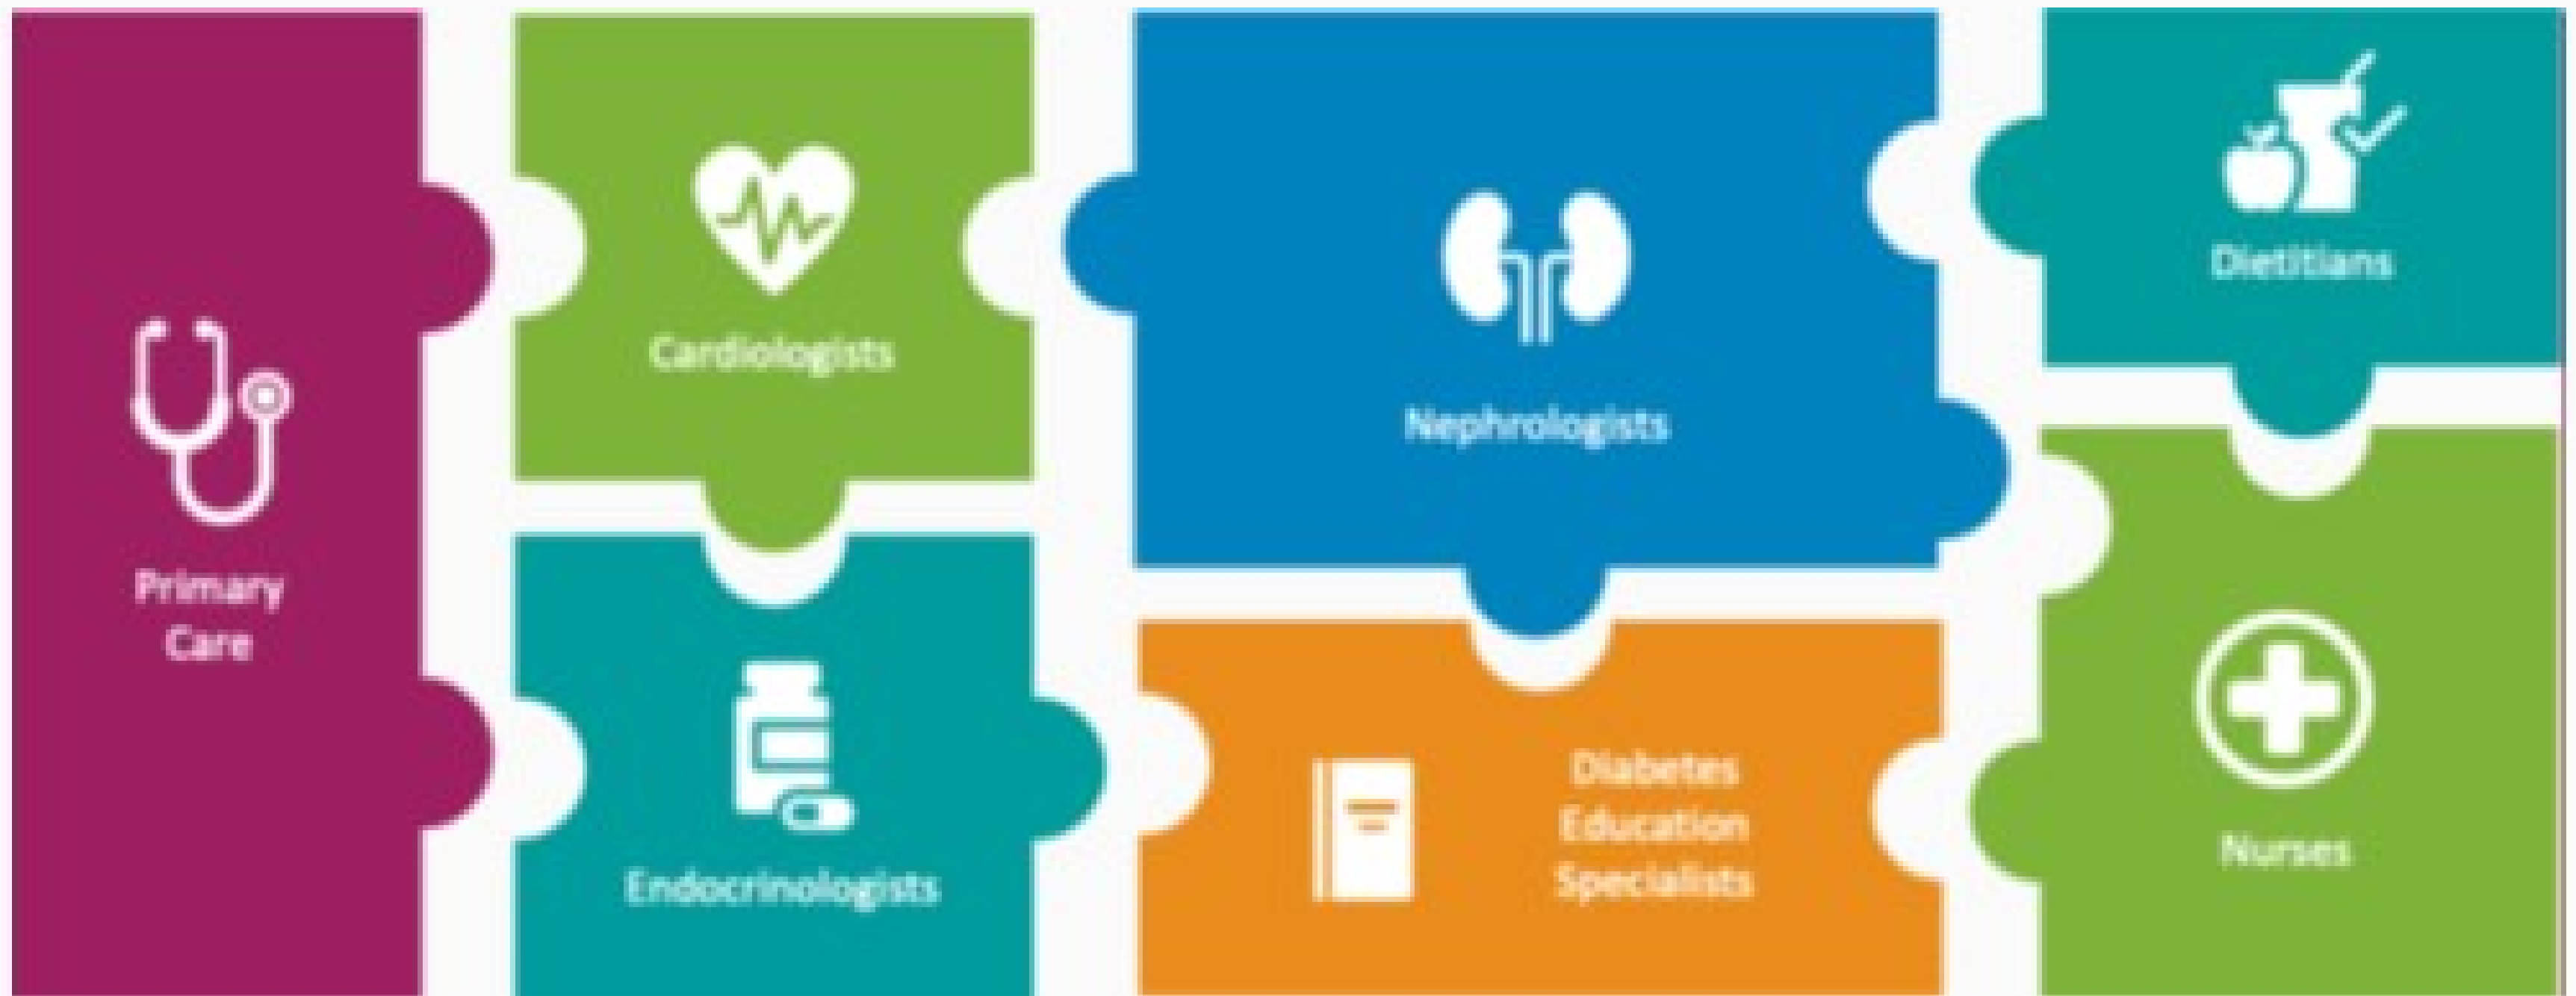 Primary
Care
Cardiologists
Endocrinologists
Nephrologists
Diabetes
Education
Specialists
Dietitians
Nurses